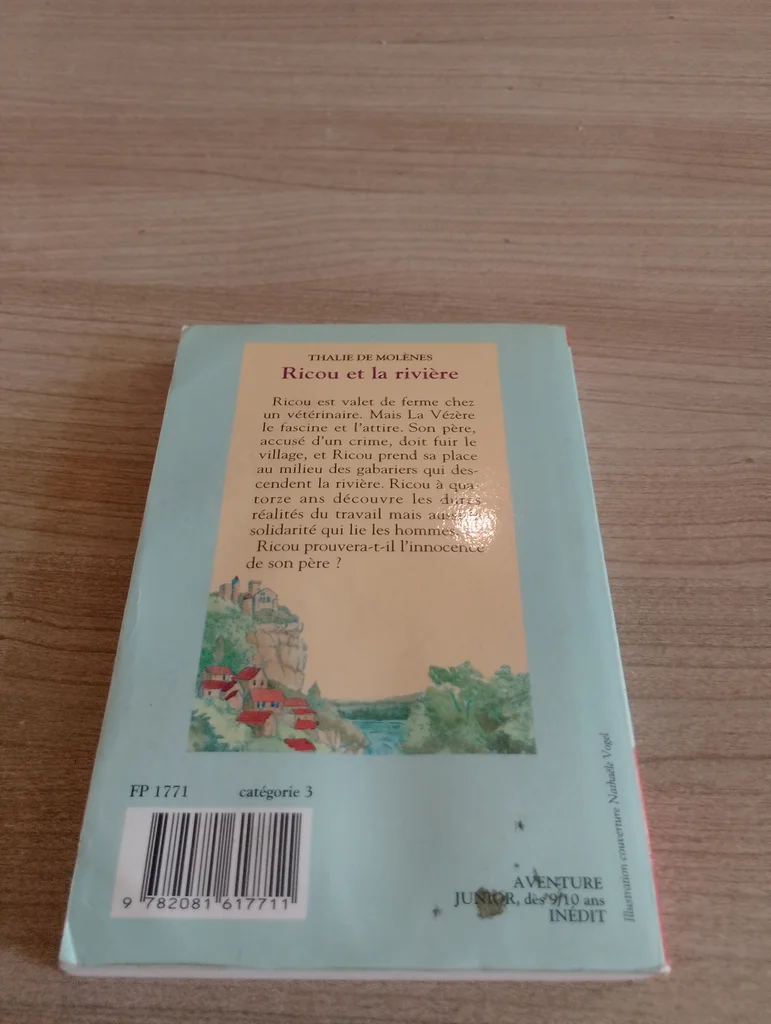 THALIE DE MOLÈNES
Ricou et la rivière
Ricou est valet de ferme chez
un vétérinaire. Mais La Vézère
le fascine et l'attire. Son père,
accusé d'un crime, doit fuir le
village, et Ricou prend sa place
au milieu des gabariers qui des-
cendent la rivière. Ricou à qua-
torze ans découvre les dures
réalités du travail mais aussi la
solidarité qui lie les hommes.
Ricou prouvera-t-il l'innocence
de son père ?
FP 1771 catégorie 3
9 782081 617711
AVENTURE
JUNIOR, dès 9/10 ans
INÉDIT
Illustration couverture Nathaële Vogel